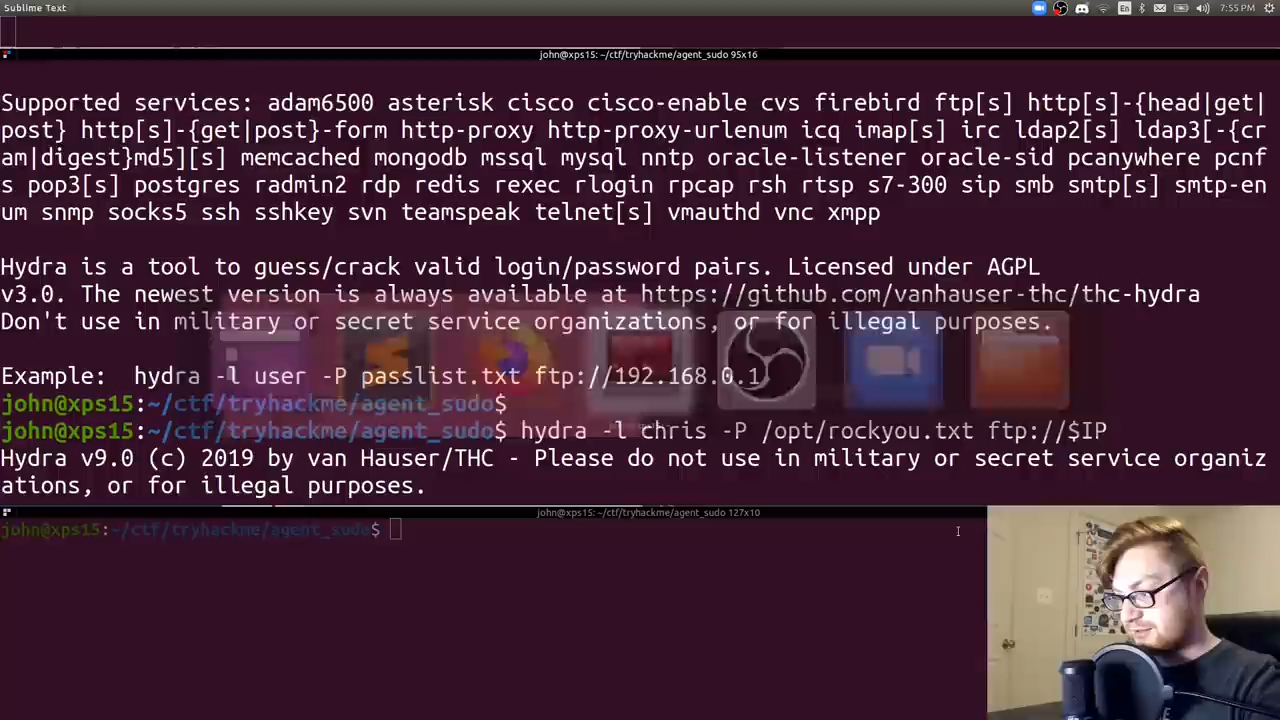 Sublime Text
En
7:55 PM
john@xps15: ~/ctf/tryhackme/agent_sudo 95x16
Supported services: adam6500 asterisk cisco cisco-enable cvs firebird ftp[s] http[s]-{head|get|
post} http[s]-{get|post}-form http-proxy http-proxy-urlenum icq imap[s] irc ldap2[s] ldap3[-{cr
am|digest}md5][s] memcached mongodb mssql mysql nntp oracle-listener oracle-sid pcanywhere pcnf
s pop3[s] postgres radmin2 rdp redis rexec rlogin rpcap rsh rtsp s7-300 sip smb smtp[s] smtp-en
um snmp socks5 ssh sshkey svn teamspeak telnet[s] vmauthd vnc xmpp
Hydra is a tool to guess/crack valid login/password pairs. Licensed under AGPL
v3.0. The newest version is always available at https://github.com/vanhauser-thc/thc-hydra
Don't use in military or secret service organizations, or for illegal purposes.
Example:  hydra -l user -P passlist.txt ftp://192.168.0.1
john@xps15:~/ctf/tryhackme/agent_sudo$
john@xps15:~/ctf/tryhackme/agent_sudo$ hydra -l chris -P /opt/rockyou.txt ftp://$IP
Hydra v9.0 (c) 2019 by van Hauser/THC - Please do not use in military or secret service organiz
ations, or for illegal purposes.
john@xps15: ~/ctf/tryhackme/agent_sudo 127x10
john@xps15:~/ctf/tryhackme/agent_sudo$